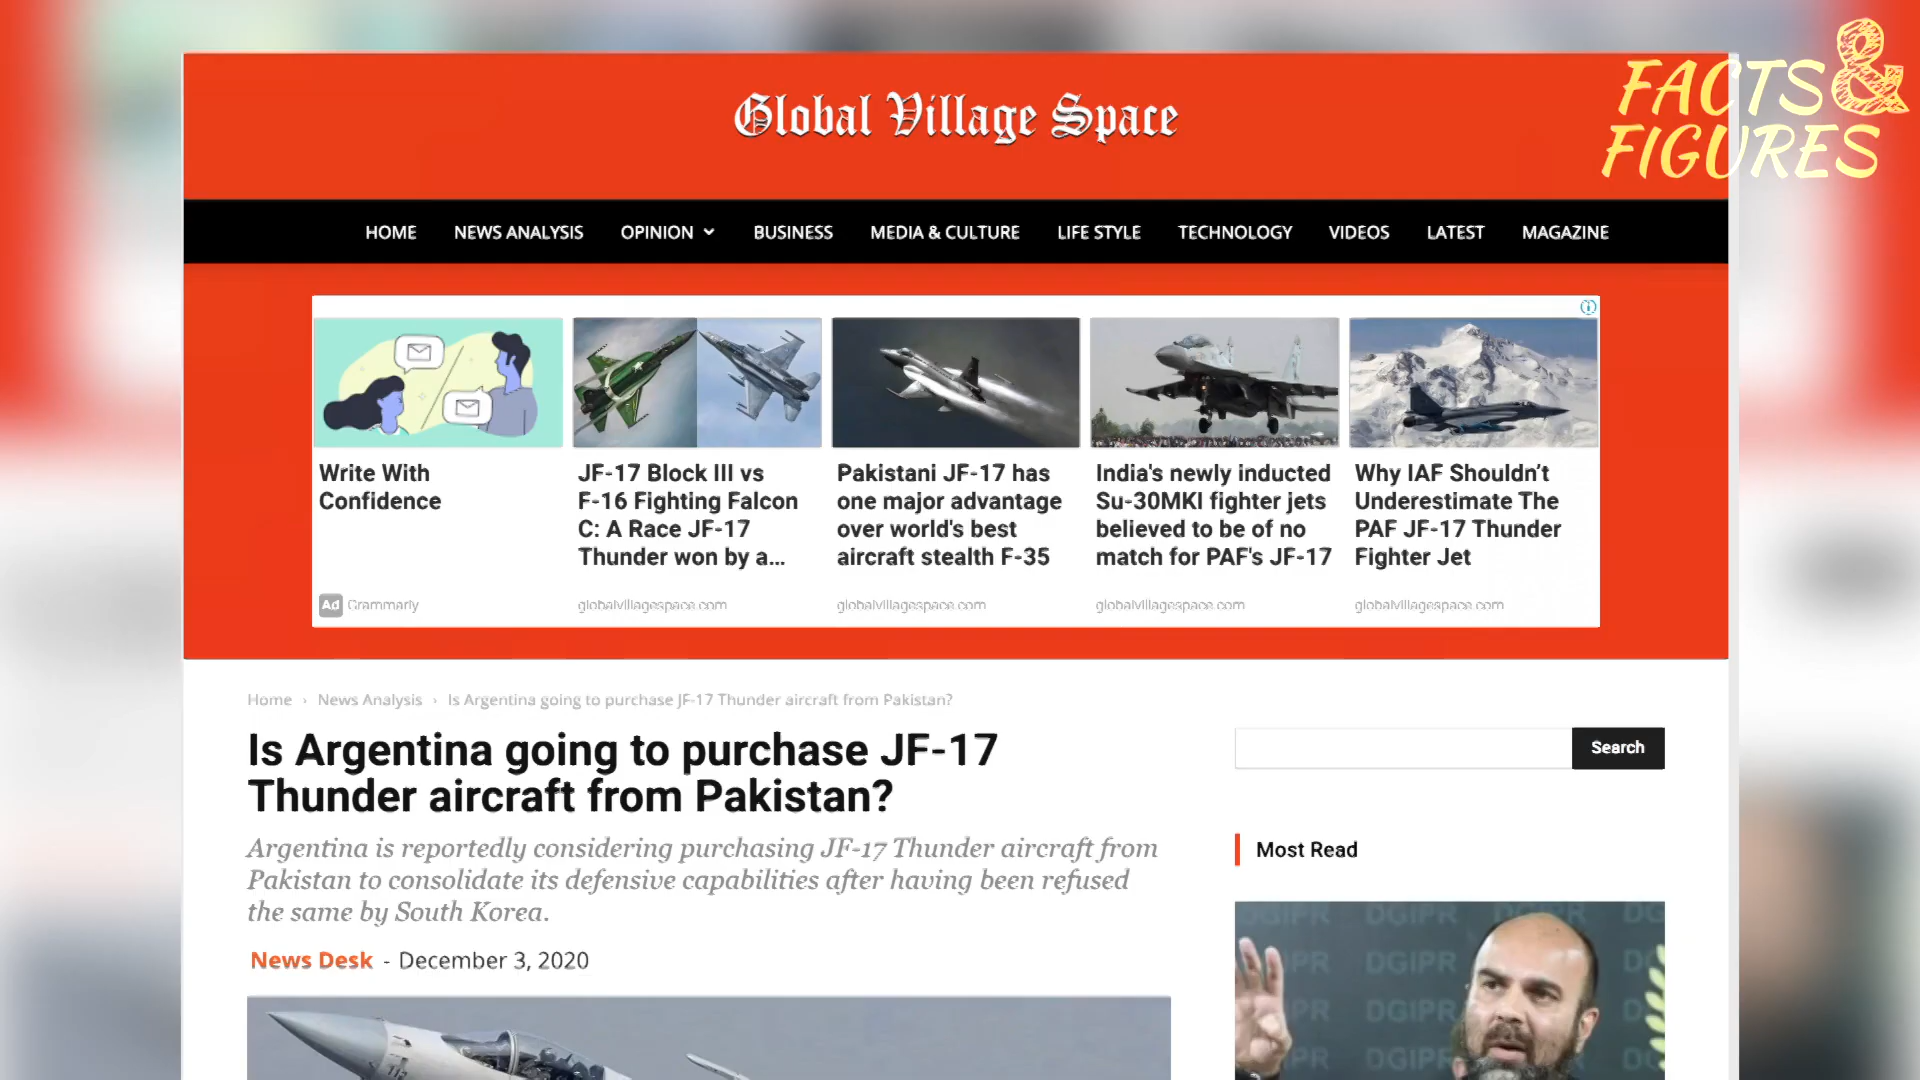 FACTS &
FIGURES
Global Village Space
HOME NEWS ANALYSIS OPINION BUSINESS MEDIA & CULTURE LIFE STYLE TECHNOLOGY VIDEOS LATEST MAGAZINE
Write With
Confidence
Ad Grammarly
JF-17 Block III vs
F-16 Fighting Falcon
C: A Race JF-17
Thunder won by a...
globalvillagespace.com
Pakistani JF-17 has
one major advantage
over world's best
aircraft stealth F-35
globalvillagespace.com
India's newly inducted
Su-30MKI fighter jets
believed to be of no
match for PAF's JF-17
globalvillagespace.com
Why IAF Shouldn't
Underestimate The
PAF JF-17 Thunder
Fighter Jet
globalvillagespace.com
Home › News Analysis › Is Argentina going to purchase JF-17 Thunder aircraft from Pakistan?
Is Argentina going to purchase JF-17
Thunder aircraft from Pakistan?
Argentina is reportedly considering purchasing JF-17 Thunder aircraft from
Pakistan to consolidate its defensive capabilities after having been refused
the same by South Korea.
News Desk - December 3, 2020
112
Search
Most Read
DGIPR DGIPR DGIPR DG
DGIPR
DGIPR
DGIPR